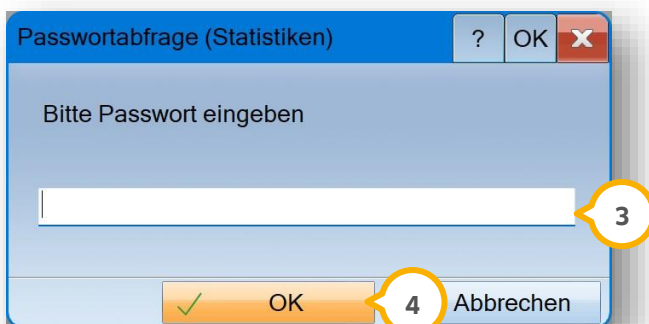 Passwortabfrage (Statistiken) ? OK X
Bitte Passwort eingeben
3
OK 4 Abbrechen